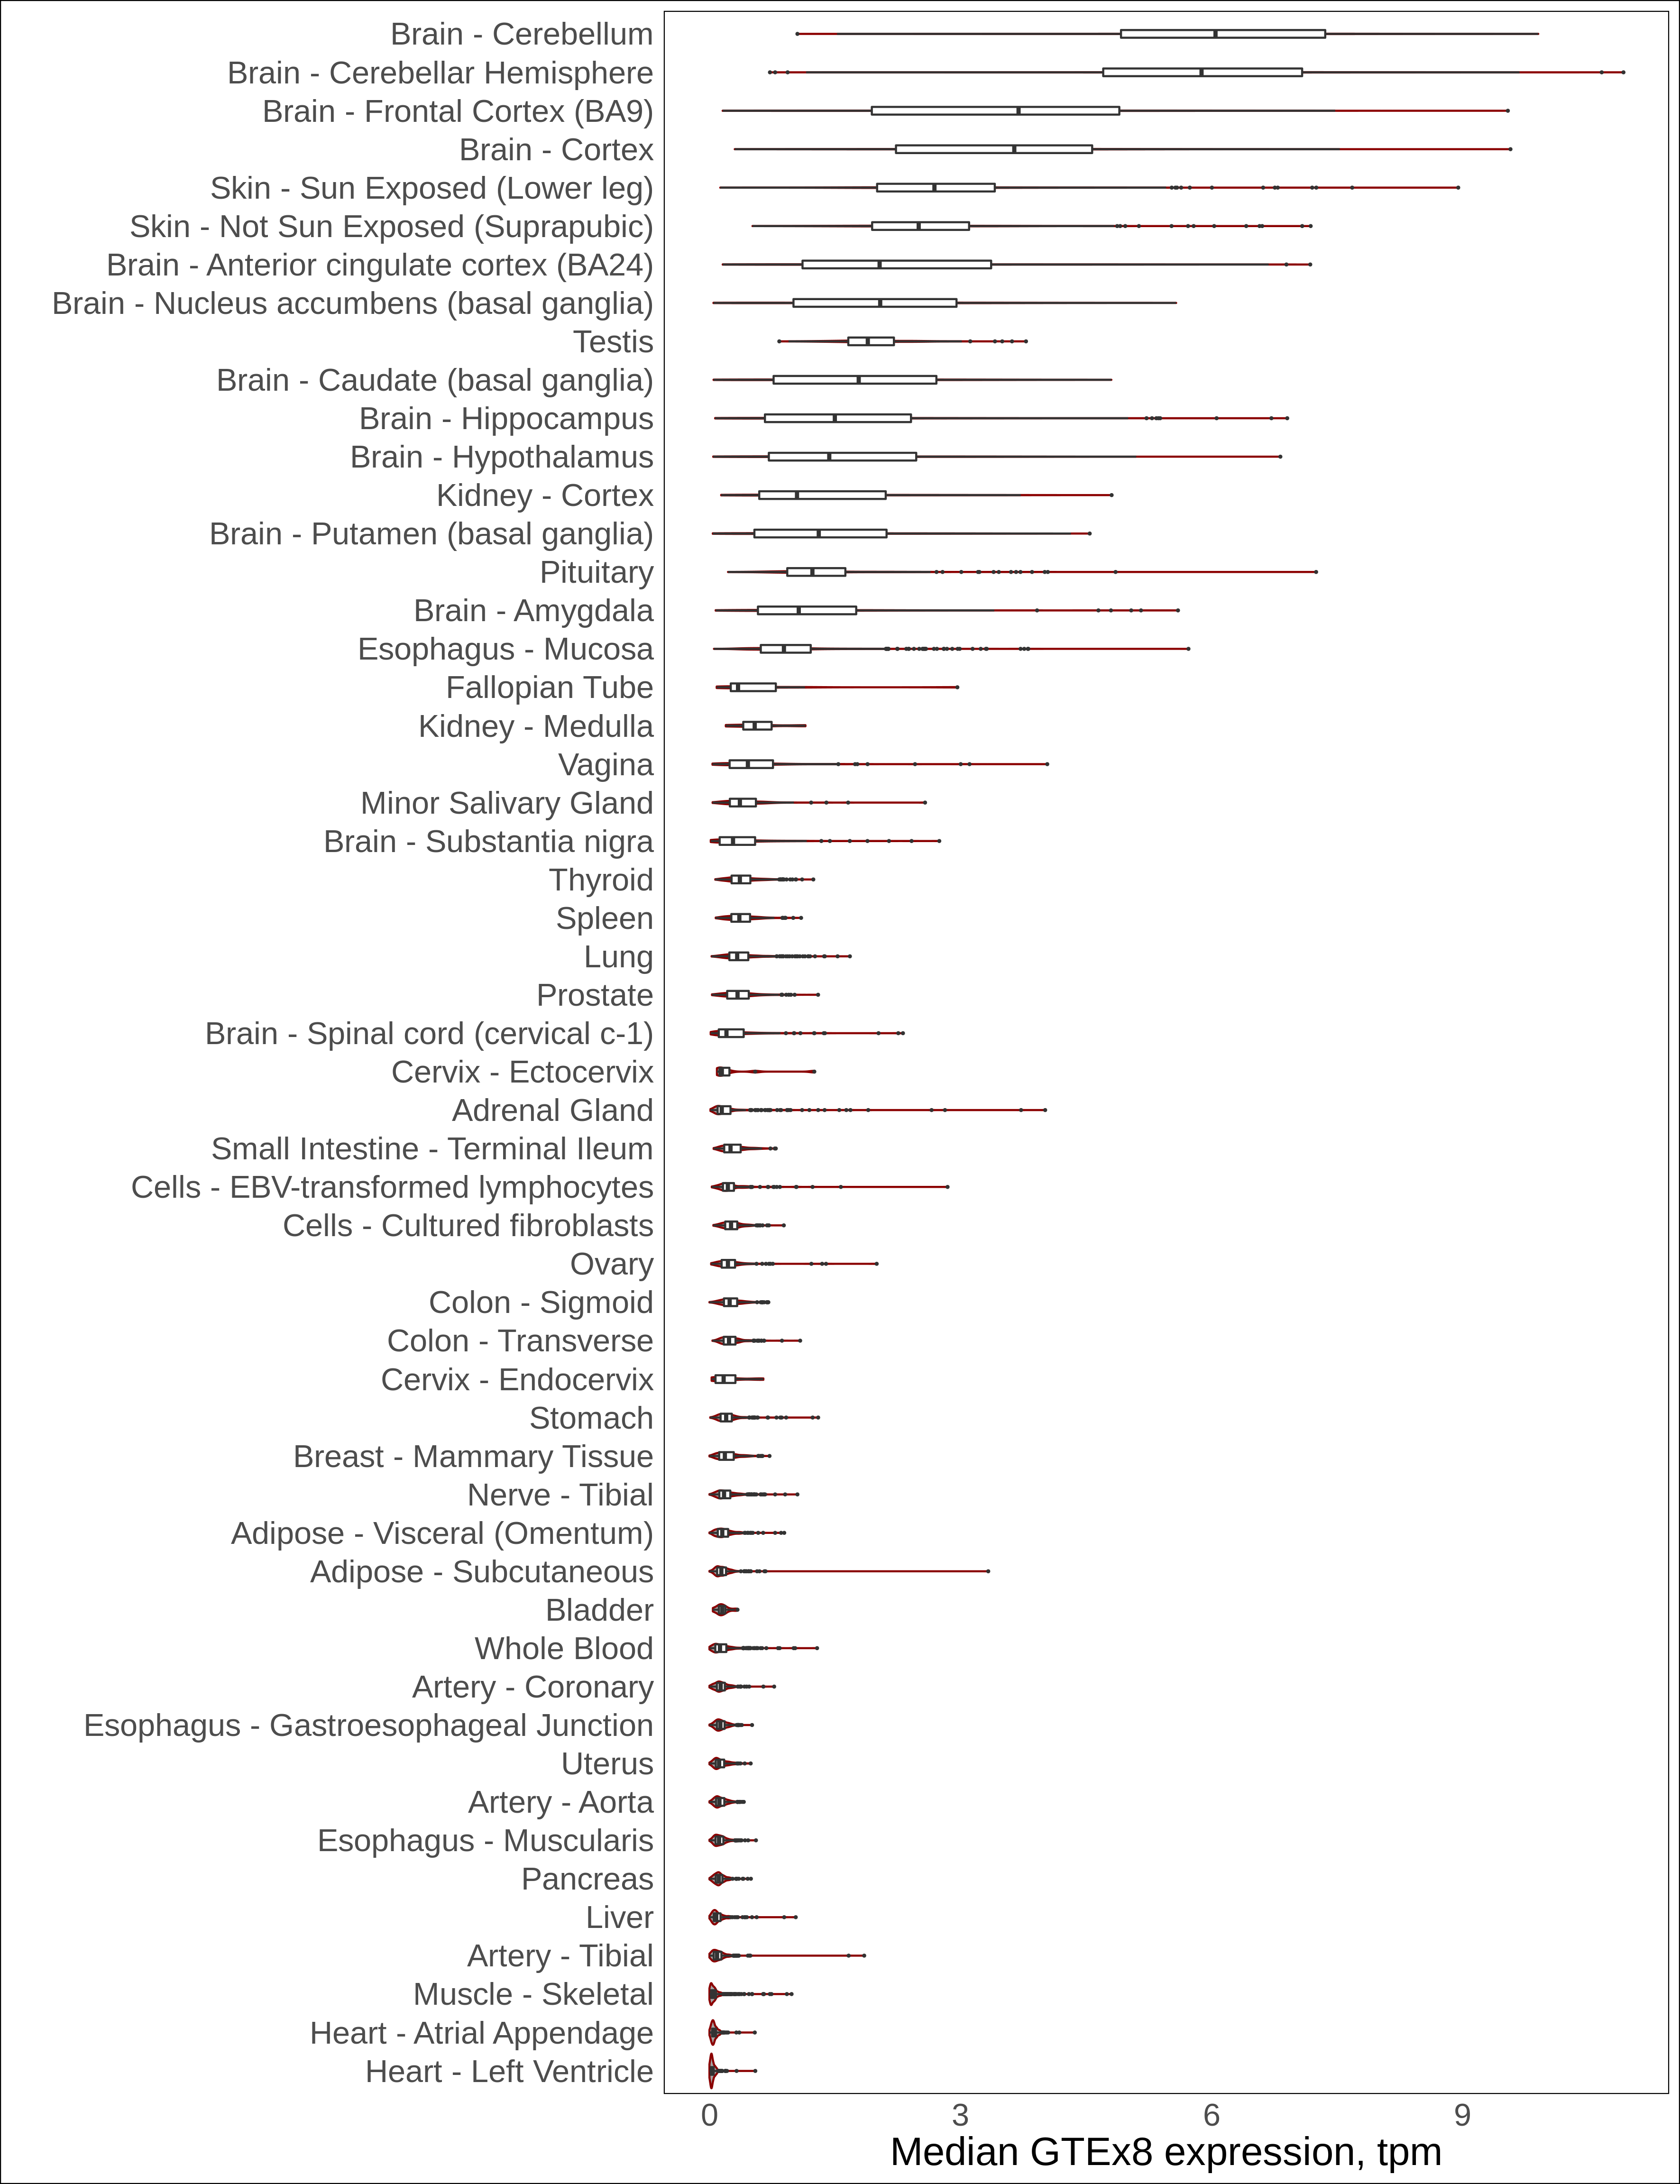 Brain - Cerebellum
Brain - Cerebellar Hemisphere
Brain - Frontal Cortex (BA9)
Brain - Cortex
Skin - Sun Exposed (Lower leg)
Skin - Not Sun Exposed (Suprapubic)
Brain - Anterior cingulate cortex (BA24)
Brain - Nucleus accumbens (basal ganglia)
Testis
Brain - Caudate (basal ganglia)
Brain - Hippocampus
Brain - Hypothalamus
Kidney - Cortex
Brain - Putamen (basal ganglia)
Pituitary
Brain - Amygdala
Esophagus - Mucosa
Fallopian Tube
Kidney - Medulla
Vagina
Minor Salivary Gland
Brain - Substantia nigra
Thyroid
Spleen
Lung
Prostate
Brain - Spinal cord (cervical c-1)
Cervix - Ectocervix
Adrenal Gland
Small Intestine - Terminal Ileum
Cells - EBV-transformed lymphocytes
Cells - Cultured fibroblasts
Ovary
Colon - Sigmoid
Colon - Transverse
Cervix - Endocervix
Stomach
Breast - Mammary Tissue
Nerve - Tibial
Adipose - Visceral (Omentum)
Adipose - Subcutaneous
Bladder
Whole Blood
Artery - Coronary
Esophagus - Gastroesophageal Junction
Uterus
Artery - Aorta
Esophagus - Muscularis
Pancreas
Liver
Artery - Tibial
Muscle - Skeletal
Heart - Atrial Appendage
Heart - Left Ventricle
0 3 6 9
Median GTEx8 expression, tpm